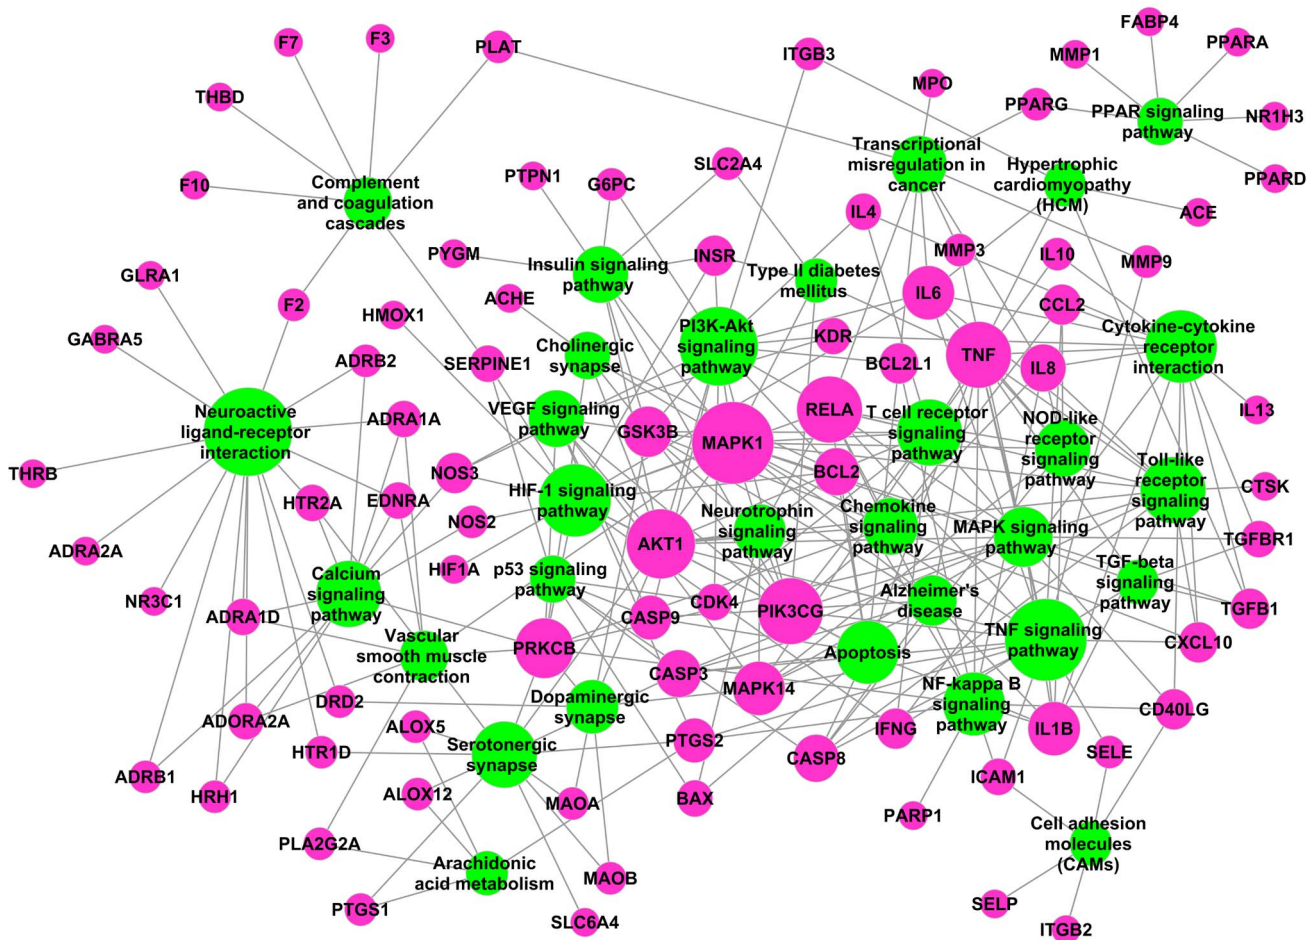 FABP4
F7
F3
PLAT
ITGB3
MMP1
PPARA
THBD
MPO
PPARG
PPAR signaling
pathway
NR1H3
F10
Complement
and coagulation
cascades
PTPN1
G6PC
SLC2A4
Transcriptional
misregulation in
cancer
Hypertrophic
cardiomyopathy
(HCM)
PPARD
IL4
ACE
PYGM
Insulin signaling
pathway
INSR
Type II diabetes
mellitus
MMP3
IL10
MMP9
GLRA1
F2
HMOX1
ACHE
IL6
CCL2
GABRA5
ADRB2
SERPINE1
Cholinergic
synapse
PI3K-Akt
signaling
pathway
KDR
BCL2L1
TNF
IL8
Cytokine-cytokine
receptor
interaction
Neuroactive
ligand-receptor
interaction
ADRA1A
VEGF signaling
pathway
GSK3B
MAPK1
RELA
T cell receptor
signaling
pathway
NOD-like
receptor
signaling
pathway
IL13
THRB
HTR2A
EDNRA
NOS3
HIF-1 signaling
pathway
BCL2
Toll-like
receptor
signaling
pathway
CTSK
NOS2
Neurotrophin
signaling
pathway
Chemokine
signaling
pathway
MAPK signaling
pathway
TGFBR1
ADRA2A
AKT1
HIF1A
p53 signaling
pathway
Calcium
signaling
pathway
Alzheimer's
disease
TGF-beta
signaling
pathway
NR3C1
ADRA1D
CASP9
CDK4
PIK3CG
TGFB1
Vascular
smooth muscle
contraction
PRKCB
Apoptosis
TNF signaling
pathway
CXCL10
DRD2
CASP3
MAPK14
NF-kappa B
signaling
pathway
CD40LG
ADORA2A
ALOX5
Dopaminergic
synapse
PTGS2
IFNG
IL1B
HTR1D
Serotonergic
synapse
CASP8
SELE
ADRB1
HRH1
ALOX12
MAOA
BAX
ICAM1
PARP1
PLA2G2A
Arachidonic
acid metabolism
MAOB
Cell adhesion
molecules
(CAMs)
PTGS1
SLC6A4
SELP
ITGB2